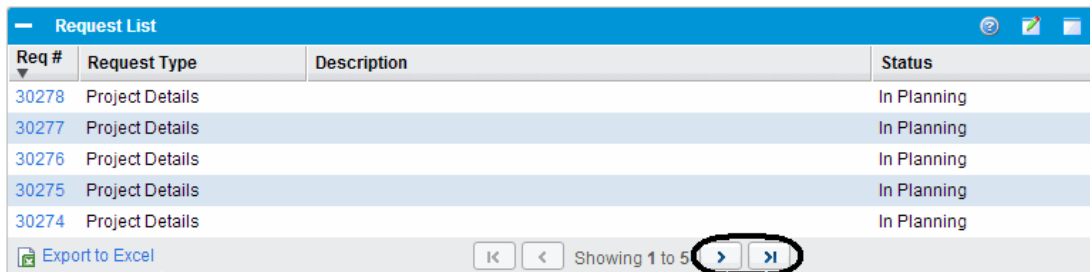 Request List
Req # Request Type Description Status
30278 Project Details In Planning
30277 Project Details In Planning
30276 Project Details In Planning
30275 Project Details In Planning
30274 Project Details In Planning
Export to Excel Showing 1 to 5